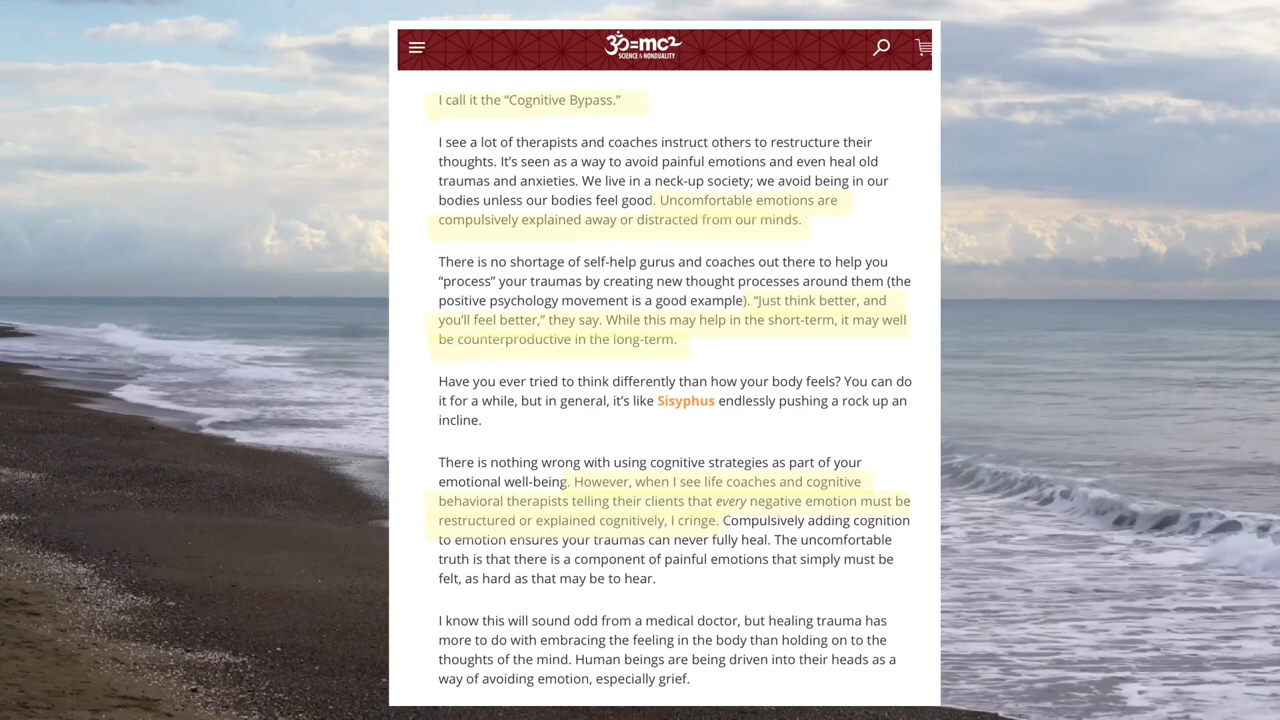 ॐ=mc2
SCIENCE & NONDUALITY
I call it the “Cognitive Bypass.”
I see a lot of therapists and coaches instruct others to restructure their
thoughts. It’s seen as a way to avoid painful emotions and even heal old
traumas and anxieties. We live in a neck-up society; we avoid being in our
bodies unless our bodies feel good. Uncomfortable emotions are
compulsively explained away or distracted from our minds.
There is no shortage of self-help gurus and coaches out there to help you
“process” your traumas by creating new thought processes around them (the
positive psychology movement is a good example). “Just think better, and
you’ll feel better,” they say. While this may help in the short-term, it may well
be counterproductive in the long-term.
Have you ever tried to think differently than how your body feels? You can do
it for a while, but in general, it’s like Sisyphus endlessly pushing a rock up an
incline.
There is nothing wrong with using cognitive strategies as part of your
emotional well-being. However, when I see life coaches and cognitive
behavioral therapists telling their clients that every negative emotion must be
restructured or explained cognitively, I cringe. Compulsively adding cognition
to emotion ensures your traumas can never fully heal. The uncomfortable
truth is that there is a component of painful emotions that simply must be
felt, as hard as that may be to hear.
I know this will sound odd from a medical doctor, but healing trauma has
more to do with embracing the feeling in the body than holding on to the
thoughts of the mind. Human beings are being driven into their heads as a
way of avoiding emotion, especially grief.